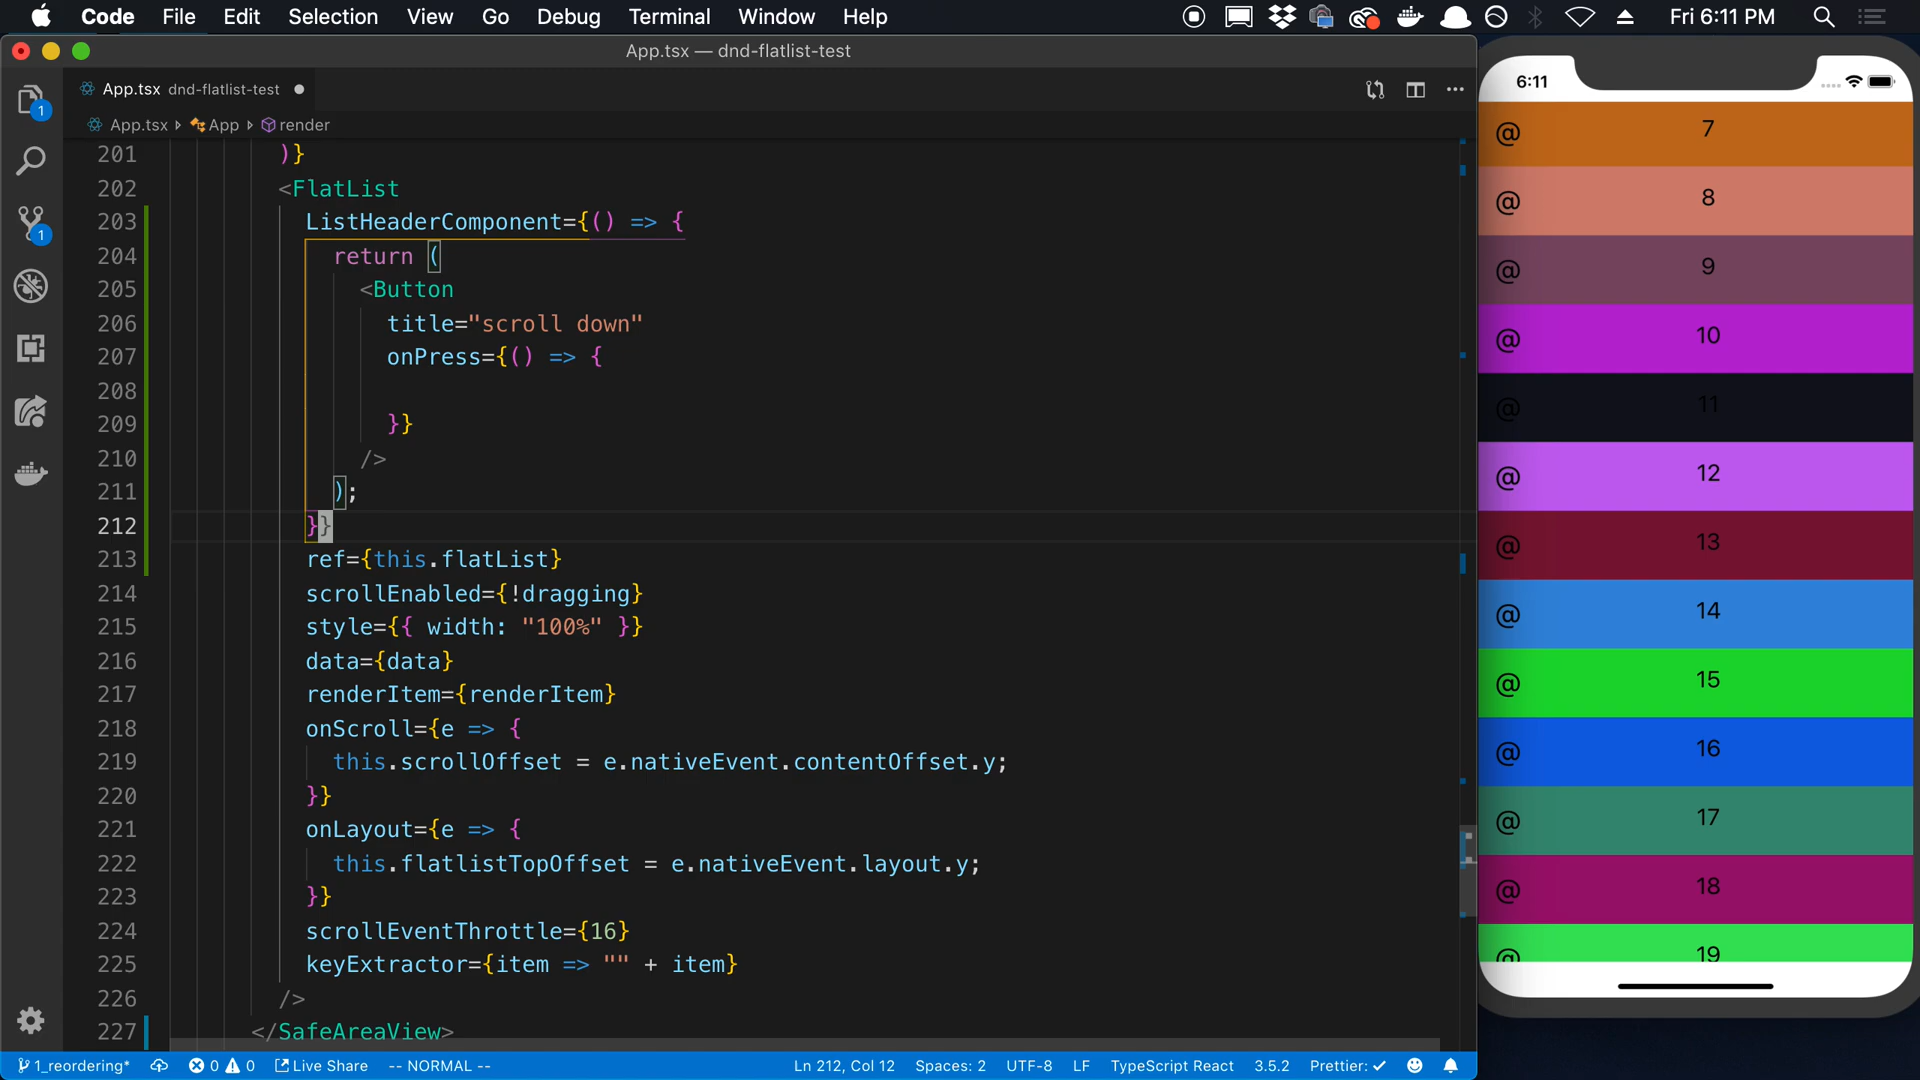 Code File Edit Selection View Go Debug Terminal Window Help Fri 6:11 PM
App.tsx — dnd-flatlist-test
App.tsx dnd-flatlist-test
App.tsx App render
201 )}
202 <FlatList
203 ListHeaderComponent={() => {
204 return (
205 <Button
206 title="scroll down"
207 onPress={() => {
208
209 }}
210 />
211 );
212 }}
213 ref={this.flatList}
214 scrollEnabled={!dragging}
215 style={{ width: "100%" }}
216 data={data}
217 renderItem={renderItem}
218 onScroll={e => {
219 this.scrollOffset = e.nativeEvent.contentOffset.y;
220 }}
221 onLayout={e => {
222 this.flatlistTopOffset = e.nativeEvent.layout.y;
223 }}
224 scrollEventThrottle={16}
225 keyExtractor={item => "" + item}
226 />
227 </SafeAreaView>
1
1
1_reordering* 0 0 Live Share -- NORMAL -- Ln 212, Col 12 Spaces: 2 UTF-8 LF TypeScript React 3.5.2 Prettier: ✓
6:11
@ 7
@ 8
@ 9
@ 10
@ 11
@ 12
@ 13
@ 14
@ 15
@ 16
@ 17
@ 18
@ 19